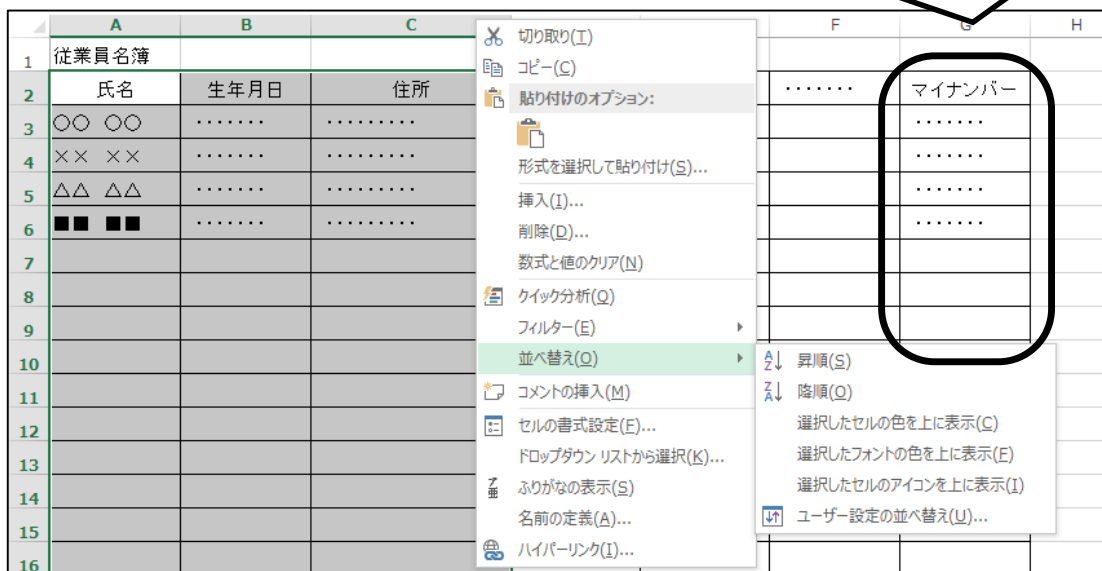 A B C F G H
1 従業員名簿
2 氏名 生年月日 住所 ・・・・・・・ マイナンバー
3 ○○ ○○ ・・・・・・・ ・・・・・・・・・ ・・・・・・・
4 ×× ×× ・・・・・・・ ・・・・・・・・・ ・・・・・・・
5 △△ △△ ・・・・・・・ ・・・・・・・・・ ・・・・・・・
6 ■■ ■■ ・・・・・・・ ・・・・・・・・・ ・・・・・・・
7
8
9
10
11
12
13
14
15
16
切り取り(T)
コピー(C)
貼り付けのオプション:
形式を選択して貼り付け(S)...
挿入(I)...
削除(D)...
数式と値のクリア(N)
クイック分析(Q)
フィルター(E)
並べ替え(O)
コメントの挿入(M)
セルの書式設定(F)...
ドロップダウン リストから選択(K)...
ふりがなの表示(S)
名前の定義(A)...
ハイパーリンク(I)...
昇順(S)
降順(O)
選択したセルの色を上に表示(C)
選択したフォントの色を上に表示(F)
選択したセルのアイコンを上に表示(I)
ユーザー設定の並べ替え(U)...